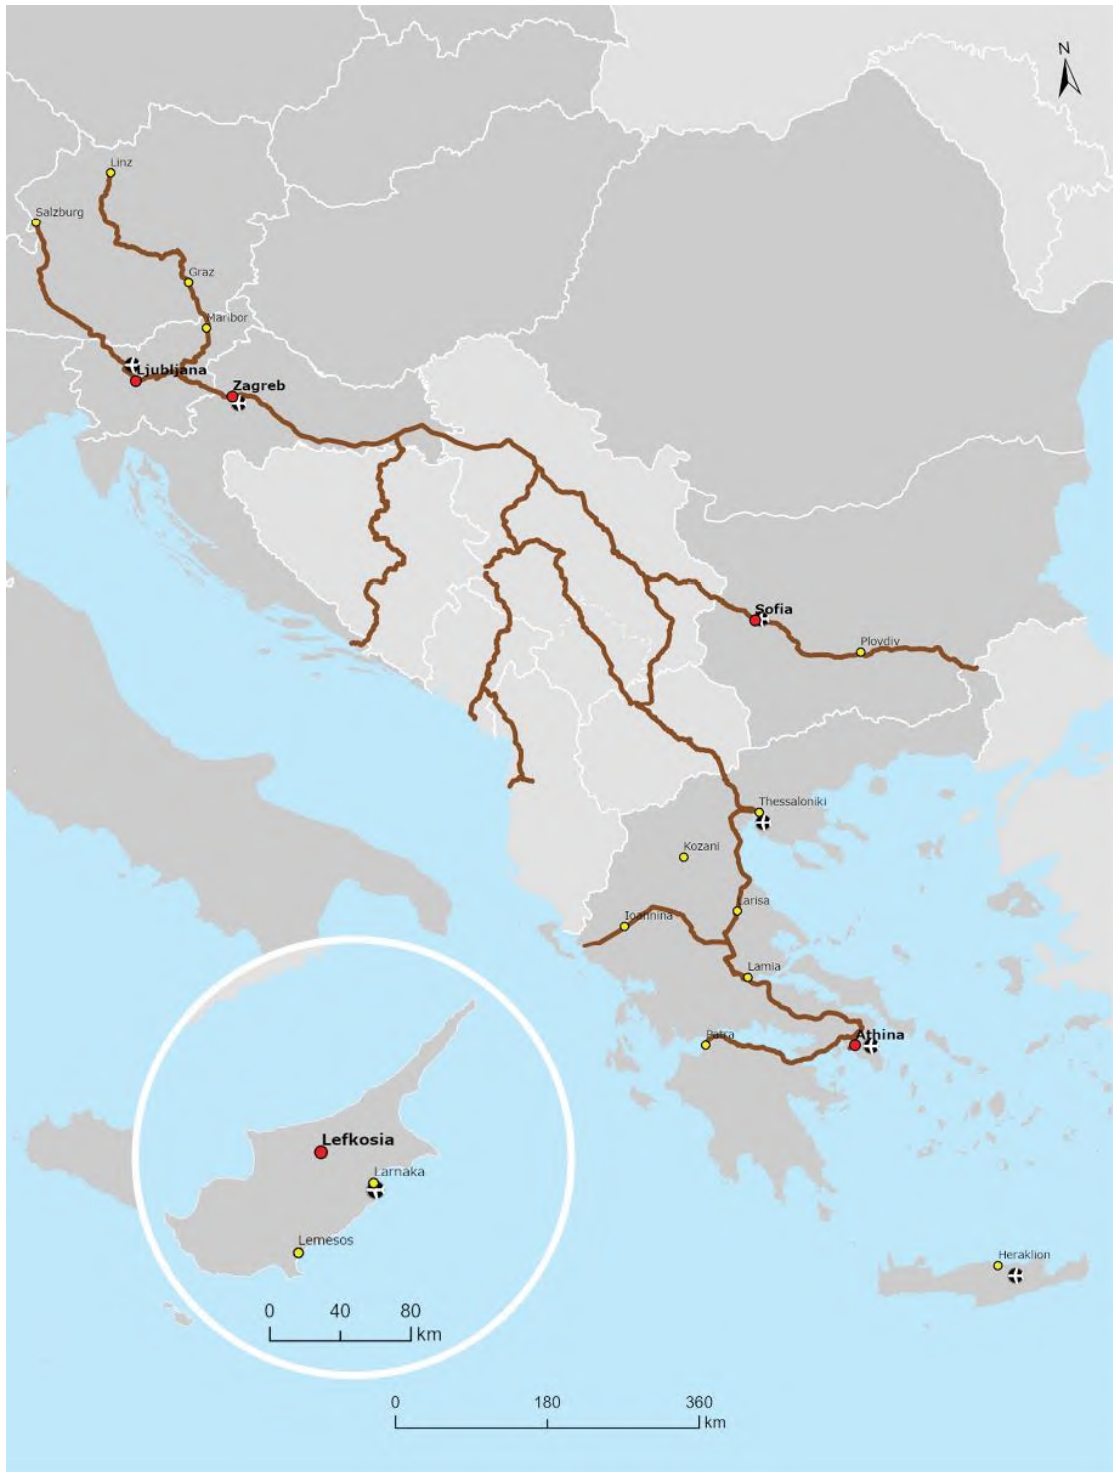 N
Linz
Salzburg
Graz
Maribor
Ljubljana
Zagreb
Sofia
Plovdiv
Thessaloniki
Kozani
Larisa
Ioannina
Lamia
Patra
Athina
Lefkosia
Larnaka
Lemesos
Heraklion
0 40 80
km
0 180 360
km